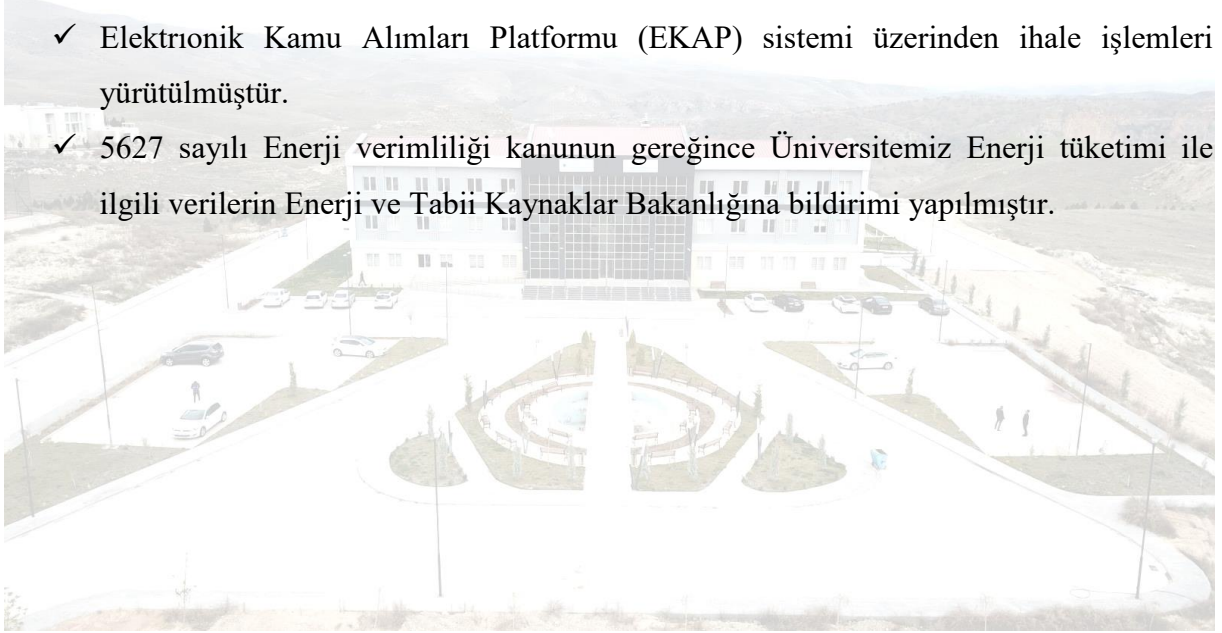 ✓ Elektrıonik Kamu Alımları Platformu (EKAP) sistemi üzerinden ihale işlemleri
yürütülmüştür.
✓ 5627 sayılı Enerji verimliliği kanunun gereğince Üniversitemiz Enerji tüketimi ile
ilgili verilerin Enerji ve Tabii Kaynaklar Bakanlığına bildirimi yapılmıştır.